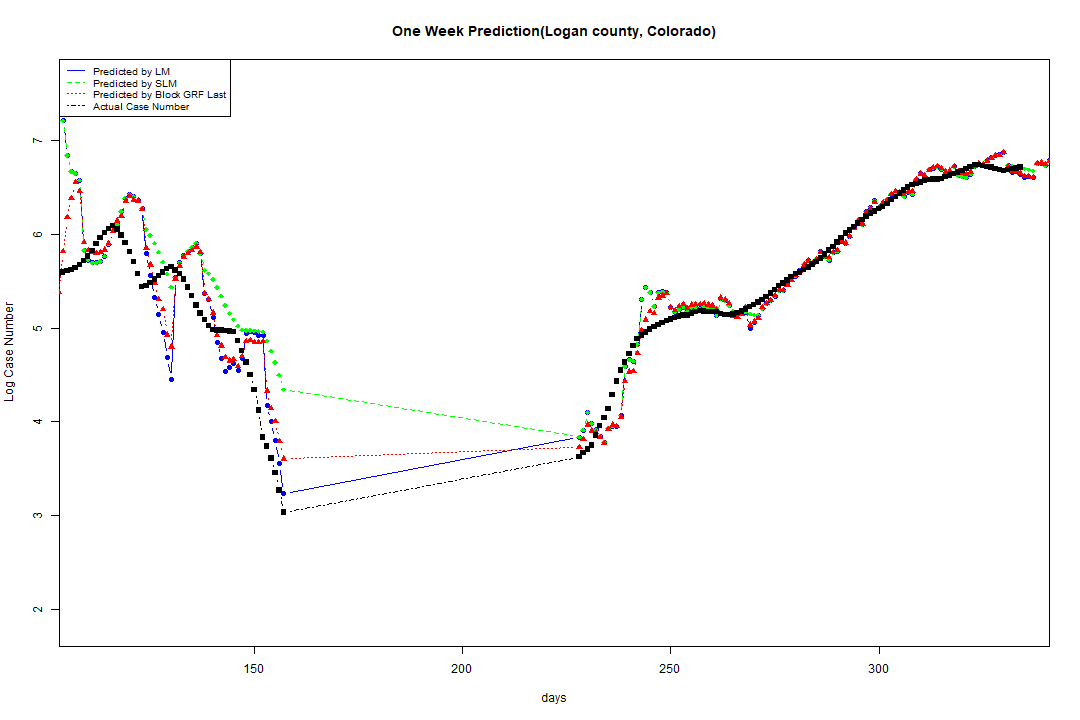 One Week Prediction(Logan county, Colorado)
Predicted by LM
Predicted by SLM
Predicted by Block GRF Last
Actual Case Number
7
6
5
4
3
2
Log Case Number
150 200 250 300
days